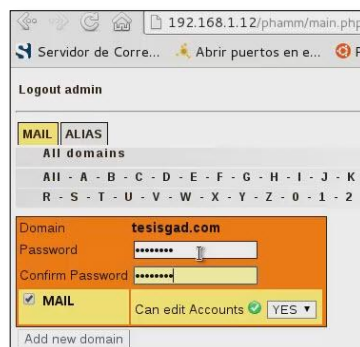 192.168.1.12/phamm/main.php
Servidor de Corre... Abrir puertos en e...
Logout admin
MAIL ALIAS
All domains
All - A - B - C - D - E - F - G - H - I - J - K
R - S - T - U - V - W - X - Y - Z - 0 - 1 - 2
Domain tesisgad.com
Password ••••••••
Confirm Password ••••••••
MAIL Can edit Accounts YES
Add new domain